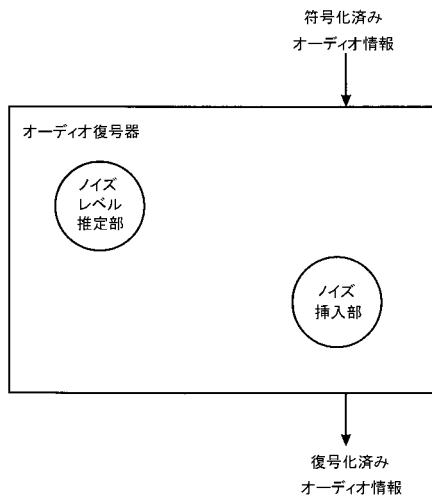 符号化済み
オーディオ情報
オーディオ復号器
ノイズ
レベル
推定部
ノイズ
挿入部
復号化済み
オーディオ情報